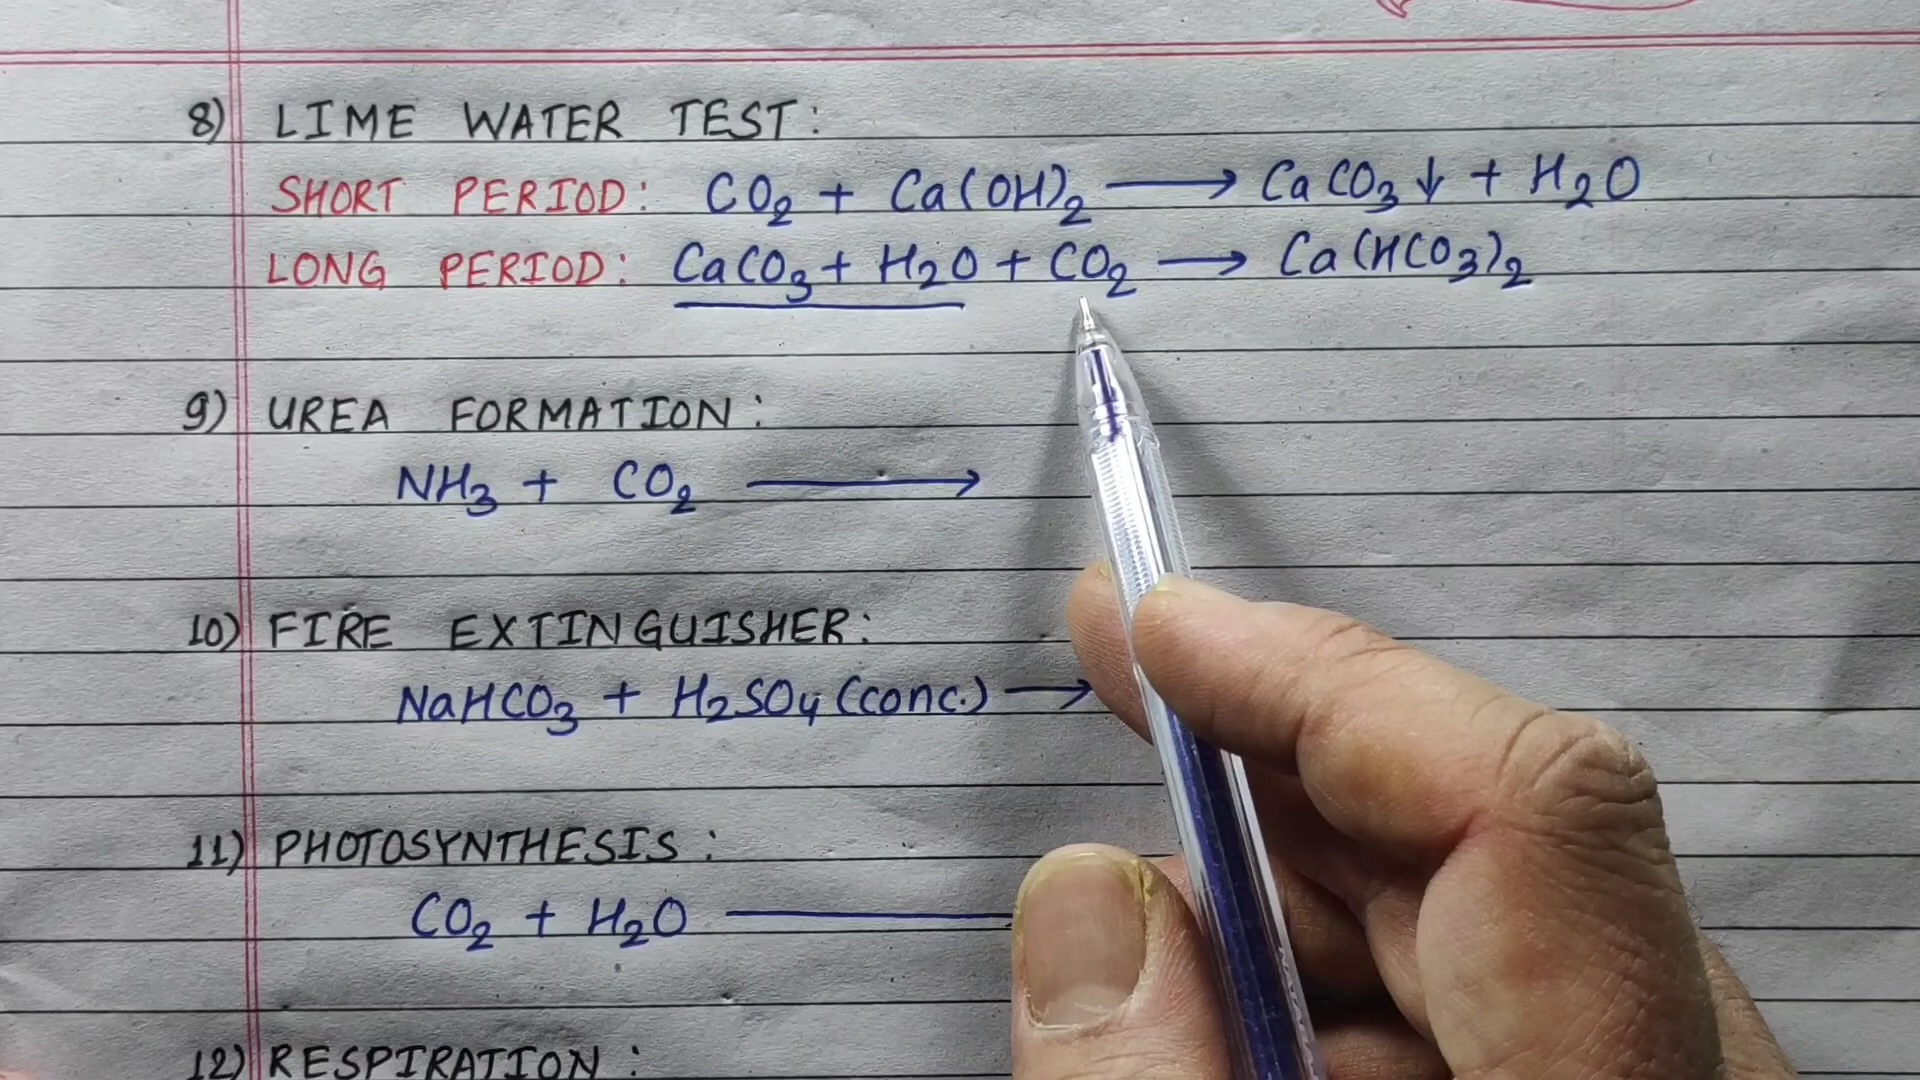 8) LIME WATER TEST:
SHORT PERIOD: CO₂ + Ca(OH)₂ ⟶ CaCO₃↓ + H₂O
LONG PERIOD: CaCO₃ + H₂O + CO₂ ⟶ Ca(HCO₃)₂
9) UREA FORMATION:
NH₃ + CO₂ ⟶
10) FIRE EXTINGUISHER:
NaHCO₃ + H₂SO₄ (conc.) ⟶
11) PHOTOSYNTHESIS:
CO₂ + H₂O ⟶
12) RESPIRATION: